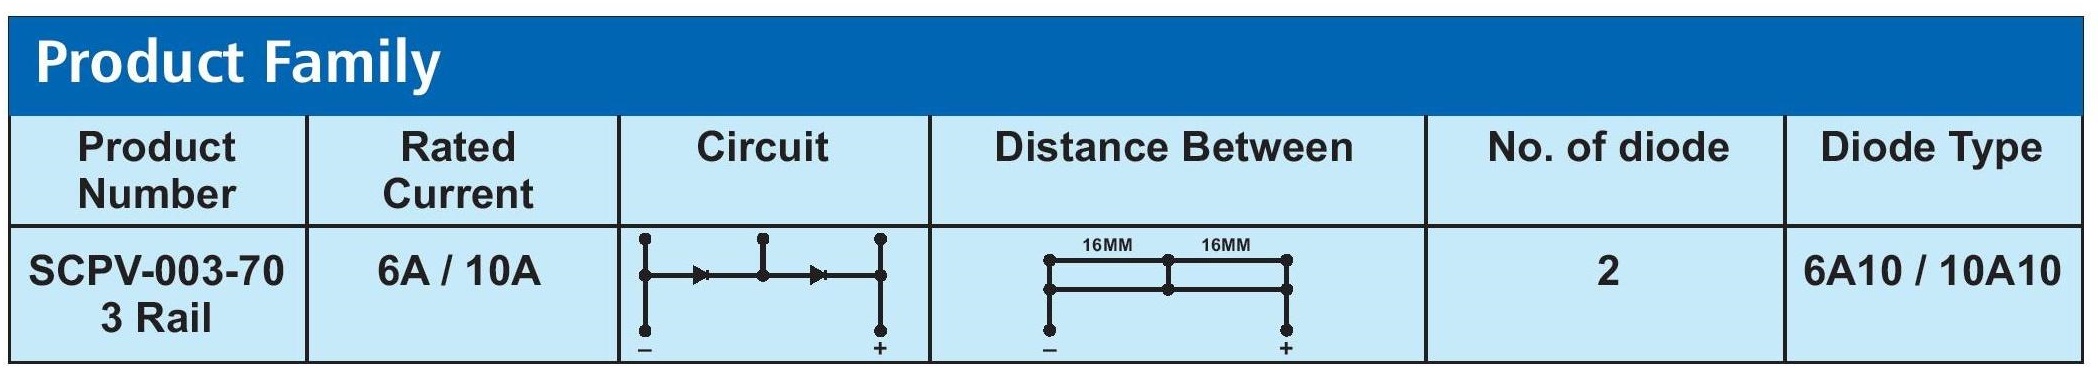 Product Family
Product Number
Rated Current
Circuit
Distance Between
No. of diode
Diode Type
SCPV-003-70
3 Rail
6A / 10A
– +
16MM 16MM
– +
2
6A10 / 10A10